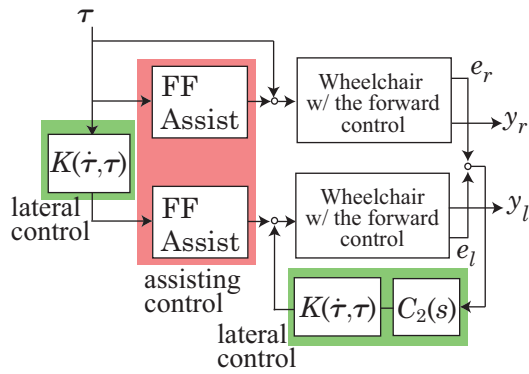 τ
FF
Assist
Wheelchair
w/ the forward
control
e_r
y_r
K(τ̇,τ)
lateral
control
FF
Assist
Wheelchair
w/ the forward
control
y_l
e_l
assisting
control
lateral
control
K(τ̇,τ)
C_2(s)